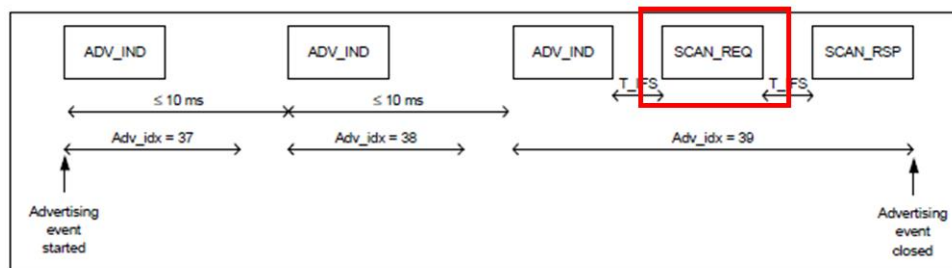 ADV_IND ADV_IND ADV_IND SCAN_REQ SCAN_RSP
T_IFS T_IFS
≤ 10 ms ≤ 10 ms
Adv_idx = 37 Adv_idx = 38 Adv_idx = 39
Advertising
event
started
Advertising
event
closed